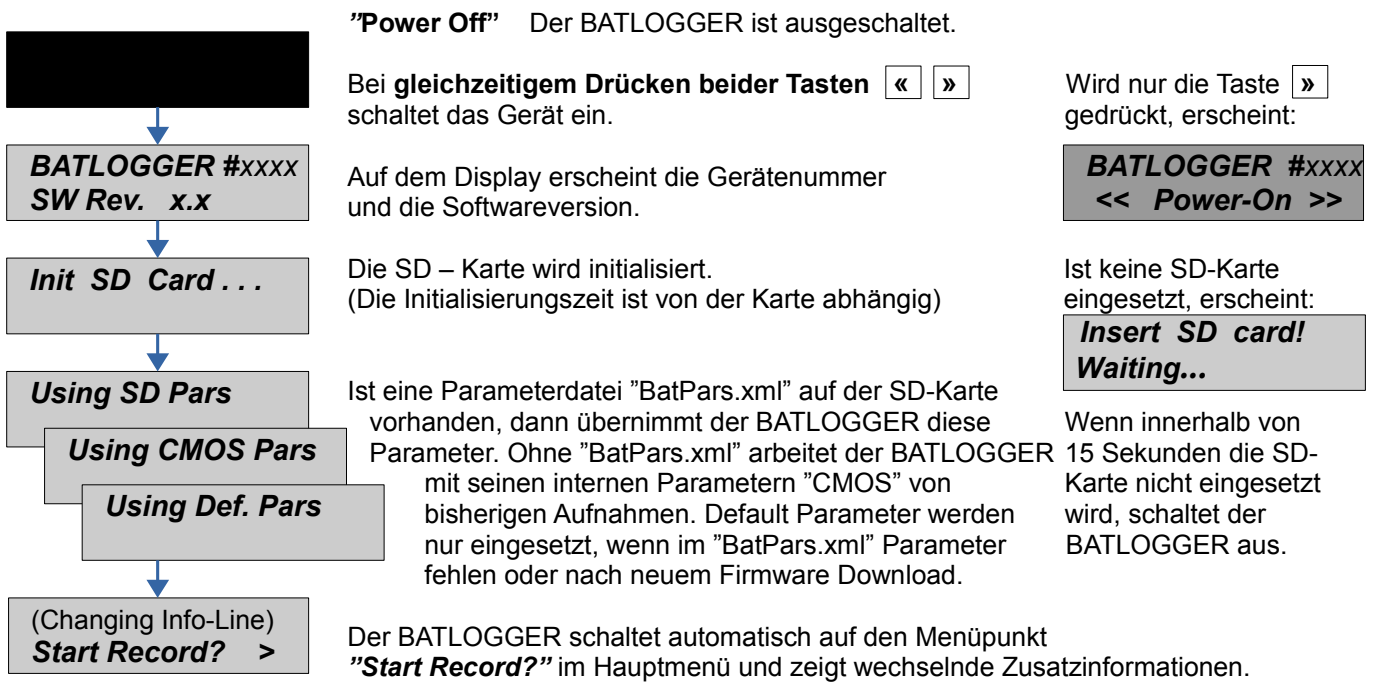 ”Power Off” Der BATLOGGER ist ausgeschaltet.
Bei gleichzeitigem Drücken beider Tasten « »
schaltet das Gerät ein.
Wird nur die Taste »
gedrückt, erscheint:
BATLOGGER #xxxx
SW Rev. x.x
Auf dem Display erscheint die Gerätenummer
und die Softwareversion.
BATLOGGER #xxxx
<< Power-On >>
Init SD Card . . .
Die SD – Karte wird initialisiert.
(Die Initialisierungszeit ist von der Karte abhängig)
Ist keine SD-Karte
eingesetzt, erscheint:
Insert SD card!
Waiting...
Using SD Pars
Using CMOS Pars
Using Def. Pars
Ist eine Parameterdatei ”BatPars.xml” auf der SD-Karte
vorhanden, dann übernimmt der BATLOGGER diese
Parameter. Ohne ”BatPars.xml” arbeitet der BATLOGGER
mit seinen internen Parametern ”CMOS” von
bisherigen Aufnahmen. Default Parameter werden
nur eingesetzt, wenn im ”BatPars.xml” Parameter
fehlen oder nach neuem Firmware Download.
Wenn innerhalb von
15 Sekunden die SD-
Karte nicht eingesetzt
wird, schaltet der
BATLOGGER aus.
(Changing Info-Line)
Start Record? >
Der BATLOGGER schaltet automatisch auf den Menüpunkt
”Start Record?” im Hauptmenü und zeigt wechselnde Zusatzinformationen.